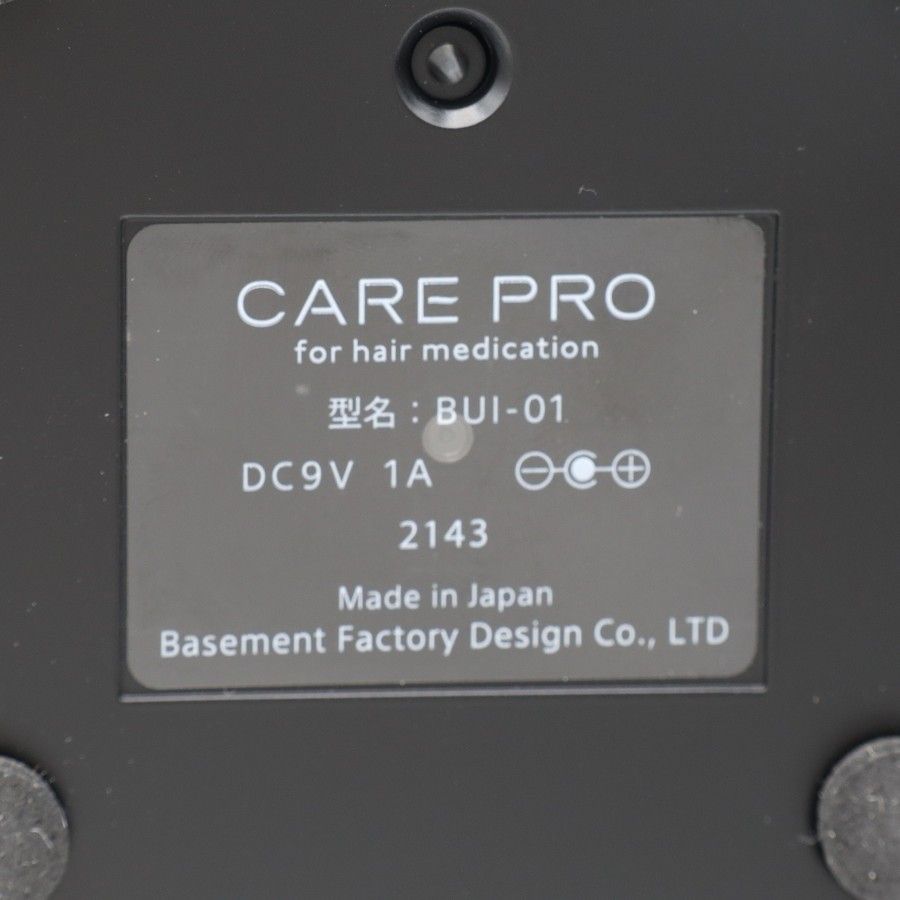 CARE PRO
for hair medication
型名：BUI-01
DC9V 1A
2143
Made in Japan
Basement Factory Design Co., LTD